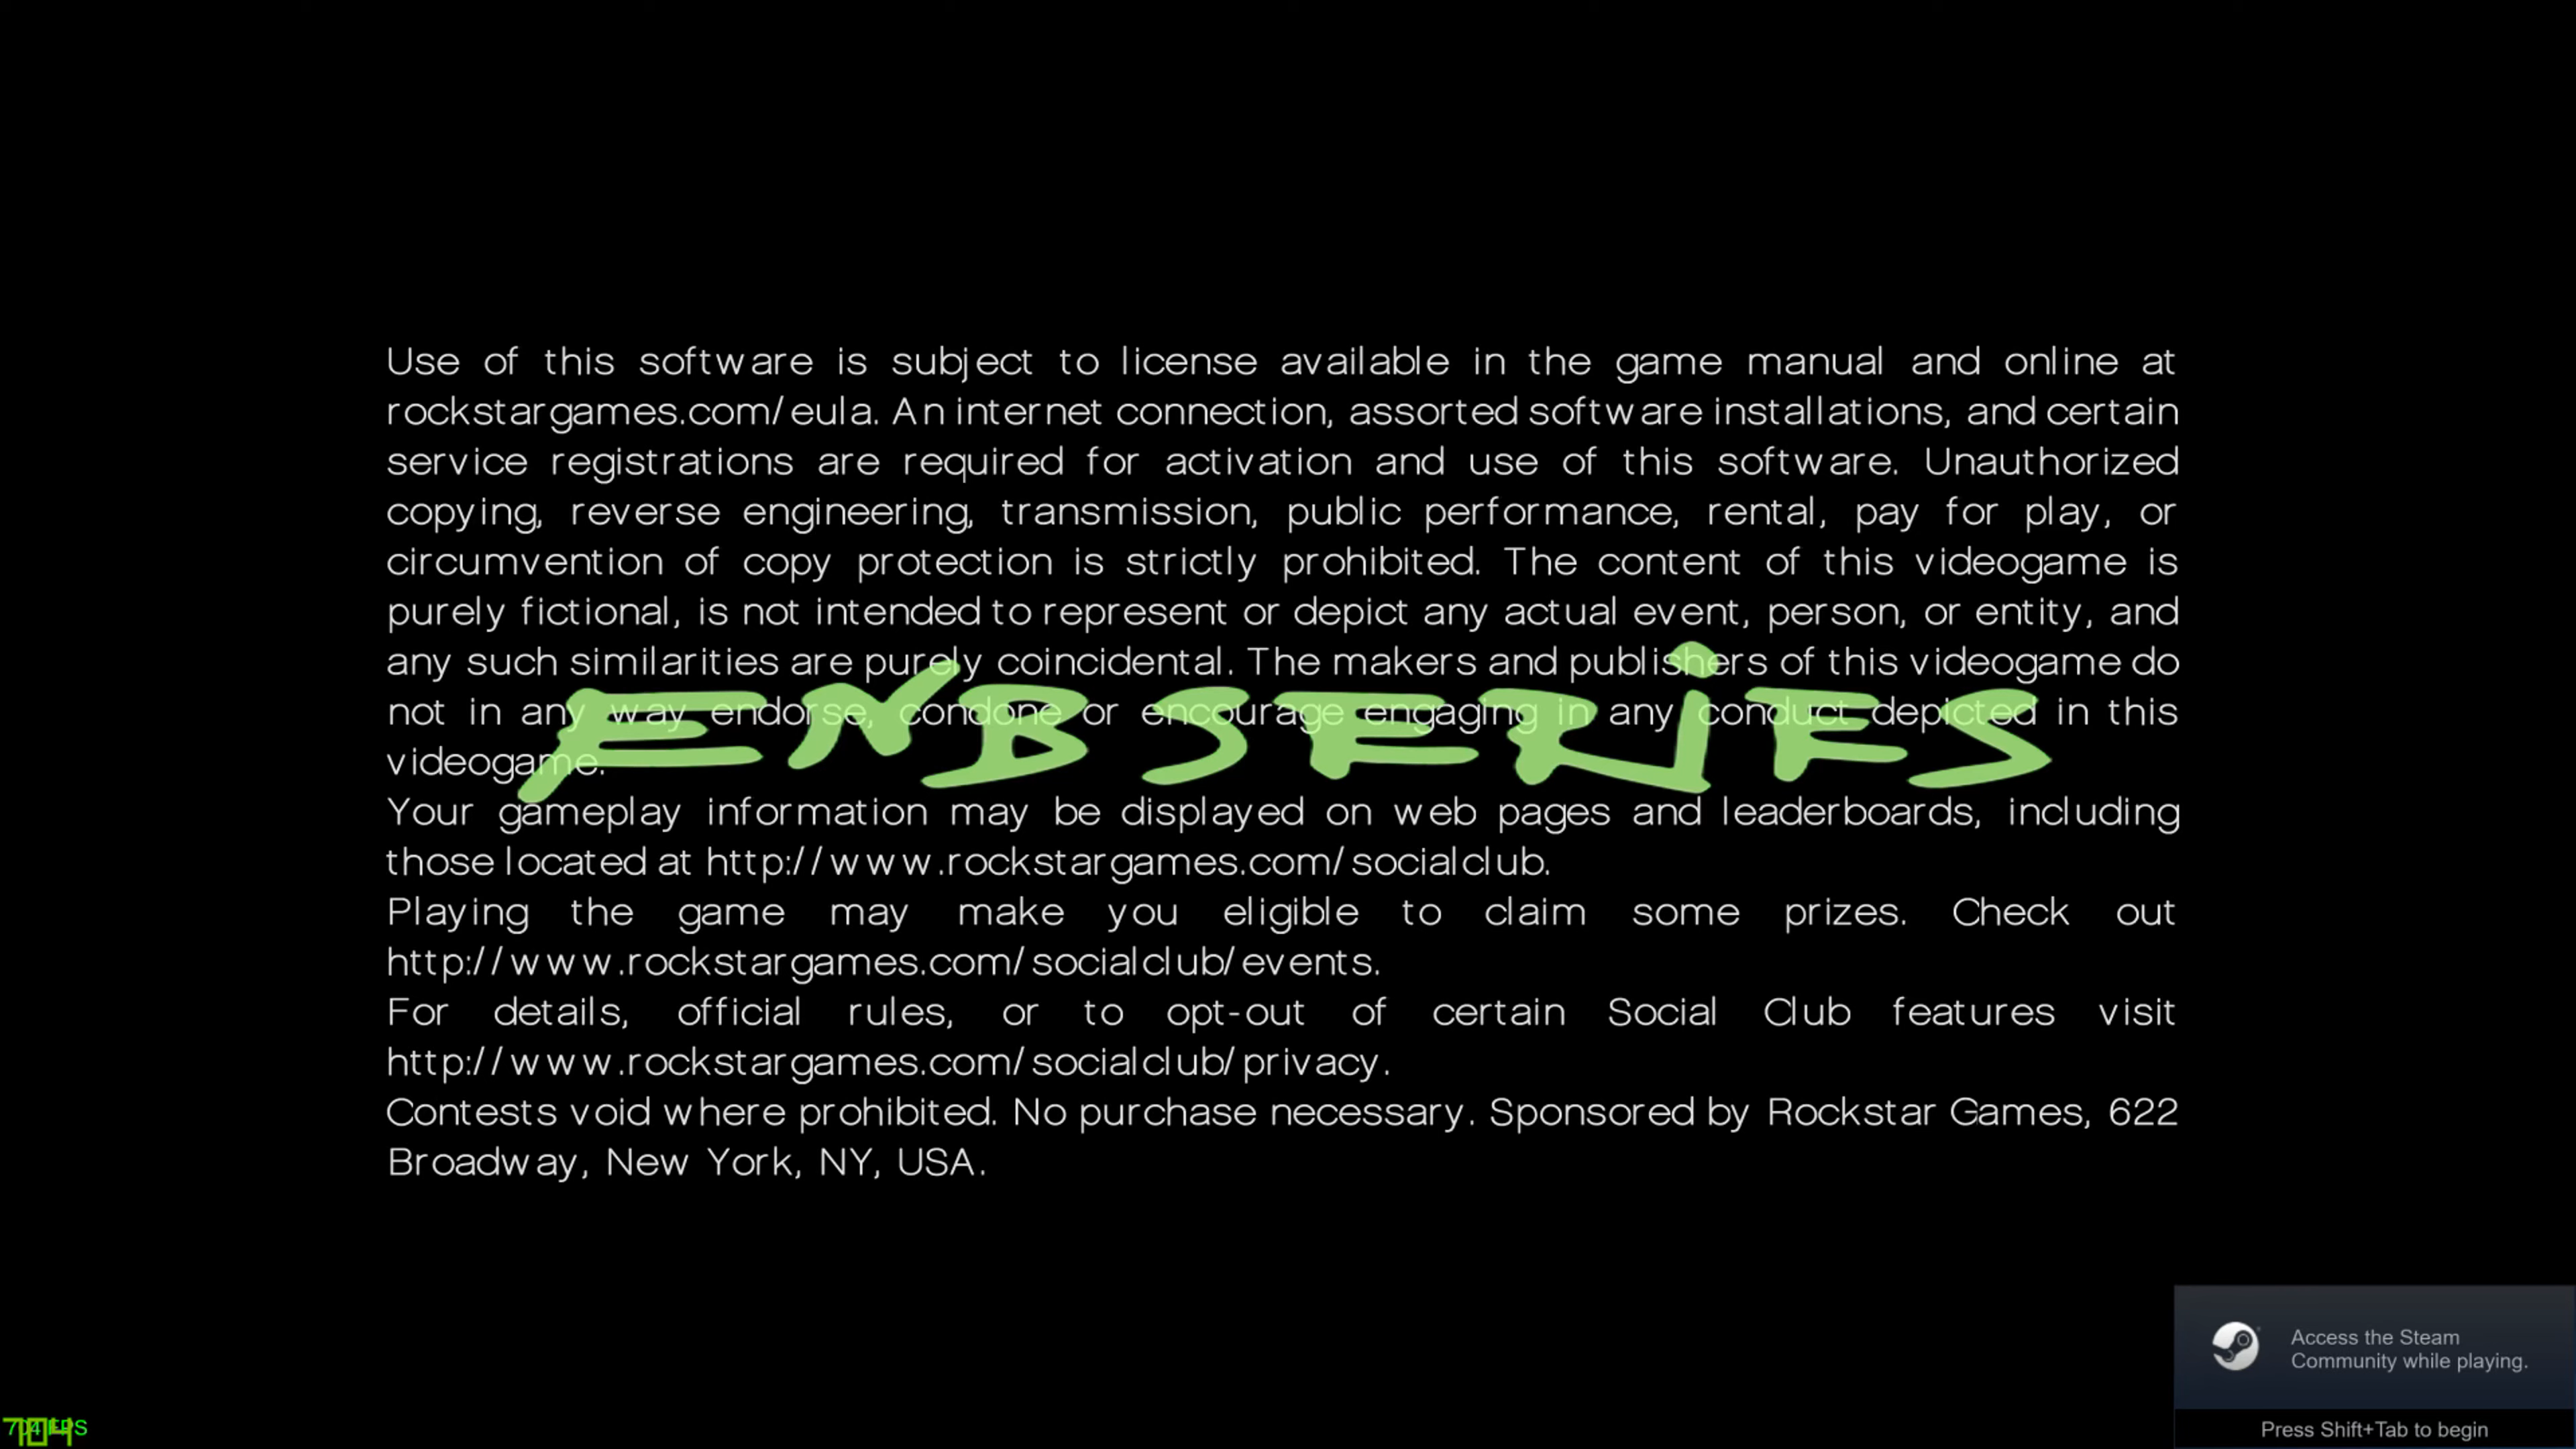 Use of this software is subject to license available in the game manual and online at
rockstargames.com/eula. An internet connection, assorted software installations, and certain
service registrations are required for activation and use of this software. Unauthorized
copying, reverse engineering, transmission, public performance, rental, pay for play, or
circumvention of copy protection is strictly prohibited. The content of this videogame is
purely fictional, is not intended to represent or depict any actual event, person, or entity, and
any such similarities are purely coincidental. The makers and publishers of this videogame do
not in any way endorse, condone or encourage engaging in any conduct depicted in this
videogame.
ENBSERiES
Your gameplay information may be displayed on web pages and leaderboards, including
those located at http://www.rockstargames.com/socialclub.
Playing the game may make you eligible to claim some prizes. Check out
http://www.rockstargames.com/socialclub/events.
For details, official rules, or to opt-out of certain Social Club features visit
http://www.rockstargames.com/socialclub/privacy.
Contests void where prohibited. No purchase necessary. Sponsored by Rockstar Games, 622
Broadway, New York, NY, USA.
Access the Steam
Community while playing.
Press Shift+Tab to begin
704 FPS
704